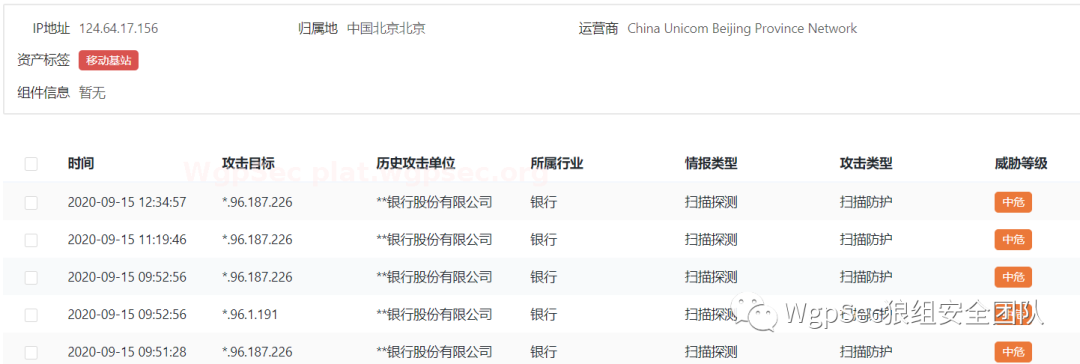 IP地址 124.64.17.156 归属地 中国北京北京 运营商 China Unicom Beijing Province Network
资产标签 移动基站
组件信息 暂无
时间 攻击目标 历史攻击单位 所属行业 情报类型 攻击类型 威胁等级
WgpSec plat.wgpsec.org
2020-09-15 12:34:57 *.96.187.226 **银行股份有限公司 银行 扫描探测 扫描防护 中危
2020-09-15 11:19:46 *.96.187.226 **银行股份有限公司 银行 扫描探测 扫描防护 中危
2020-09-15 09:52:56 *.96.187.226 **银行股份有限公司 银行 扫描探测 扫描防护 中危
2020-09-15 09:52:56 *.96.1.191 **银行股份有限公司 银行 扫描探测 扫描防护 中危
WgpSec狼组安全团队
2020-09-15 09:51:28 *.96.187.226 **银行股份有限公司 银行 扫描探测 扫描防护 中危